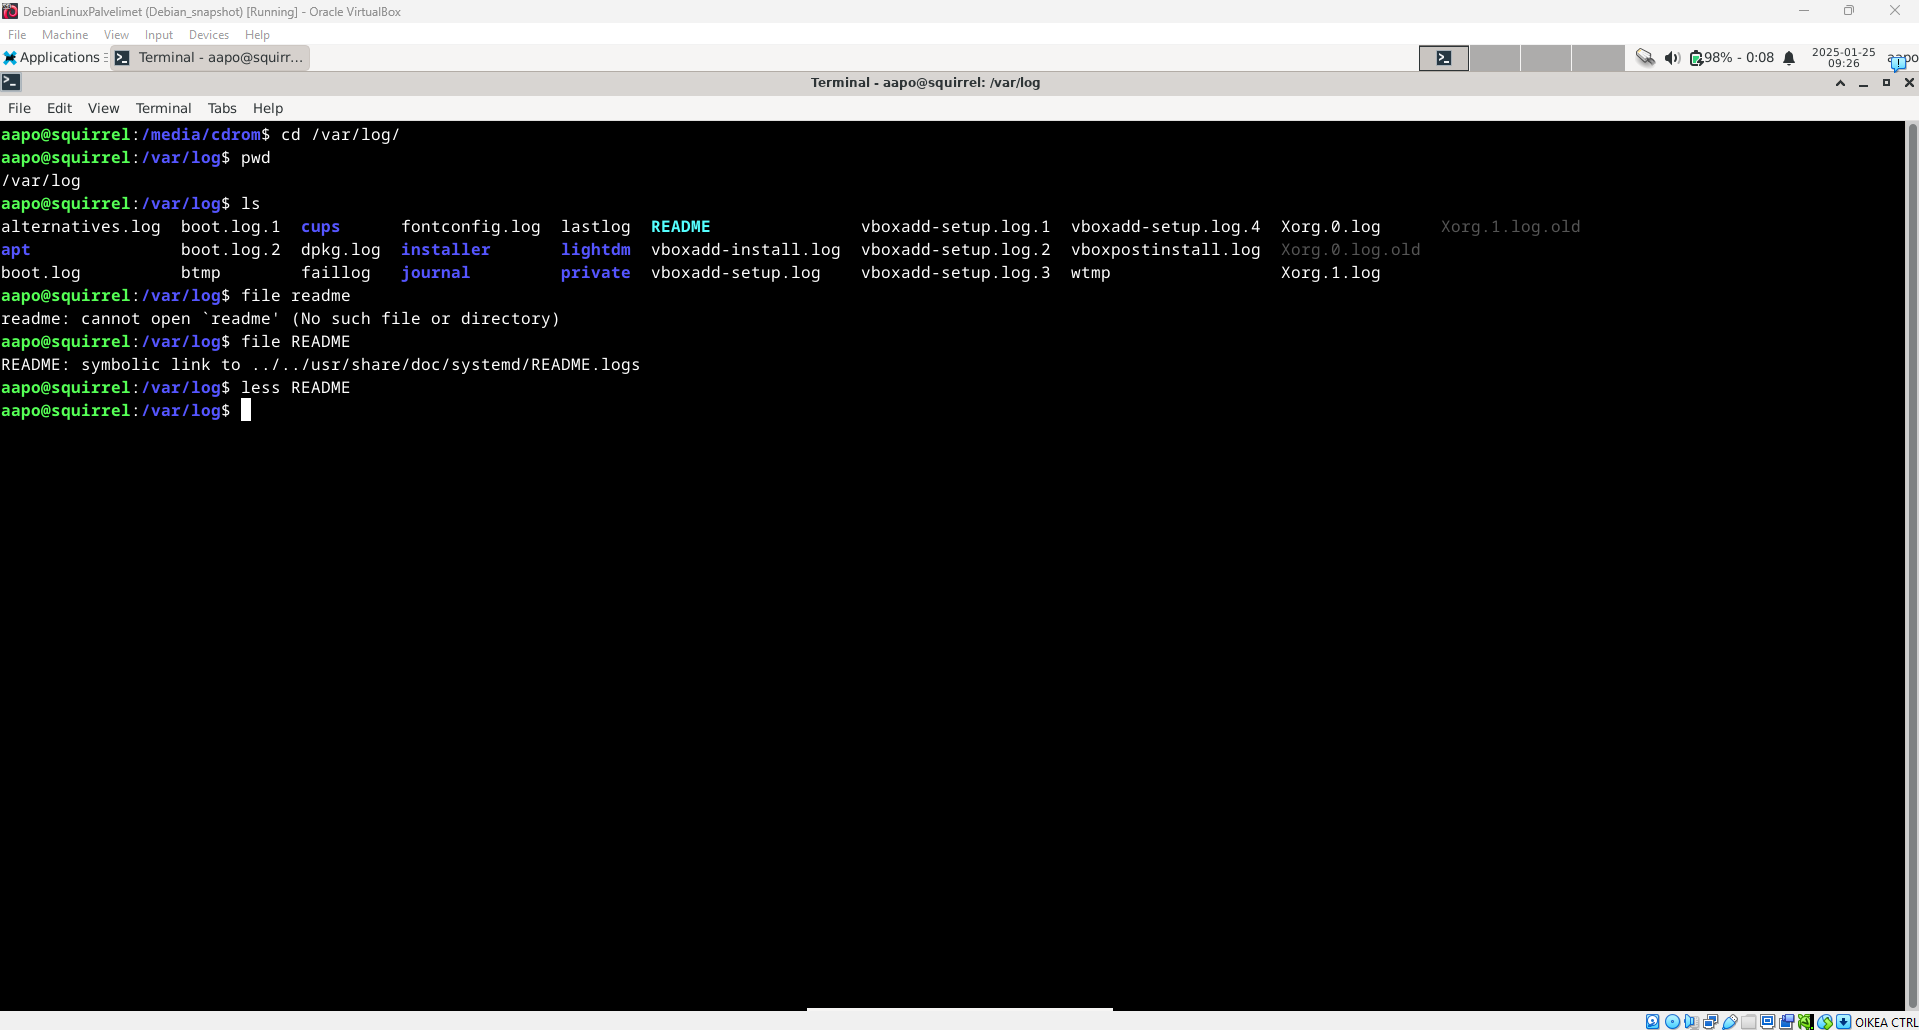 DebianLinuxPalvelimet (Debian_snapshot) [Running] - Oracle VirtualBox
File Machine View Input Devices Help
Applications Terminal - aapo@squirr... 98% - 0:08 2025-01-25
09:26
Terminal - aapo@squirrel: /var/log
File Edit View Terminal Tabs Help
aapo@squirrel:/media/cdrom$ cd /var/log/
aapo@squirrel:/var/log$ pwd
/var/log
aapo@squirrel:/var/log$ ls
alternatives.log boot.log.1 cups fontconfig.log lastlog README vboxadd-setup.log.1 vboxadd-setup.log.4 Xorg.0.log Xorg.1.log.old
apt boot.log.2 dpkg.log installer lightdm vboxadd-install.log vboxadd-setup.log.2 vboxpostinstall.log Xorg.0.log.old
boot.log btmp faillog journal private vboxadd-setup.log vboxadd-setup.log.3 wtmp Xorg.1.log
aapo@squirrel:/var/log$ file readme
readme: cannot open `readme' (No such file or directory)
aapo@squirrel:/var/log$ file README
README: symbolic link to ../../usr/share/doc/systemd/README.logs
aapo@squirrel:/var/log$ less README
aapo@squirrel:/var/log$
OIKEA CTRL